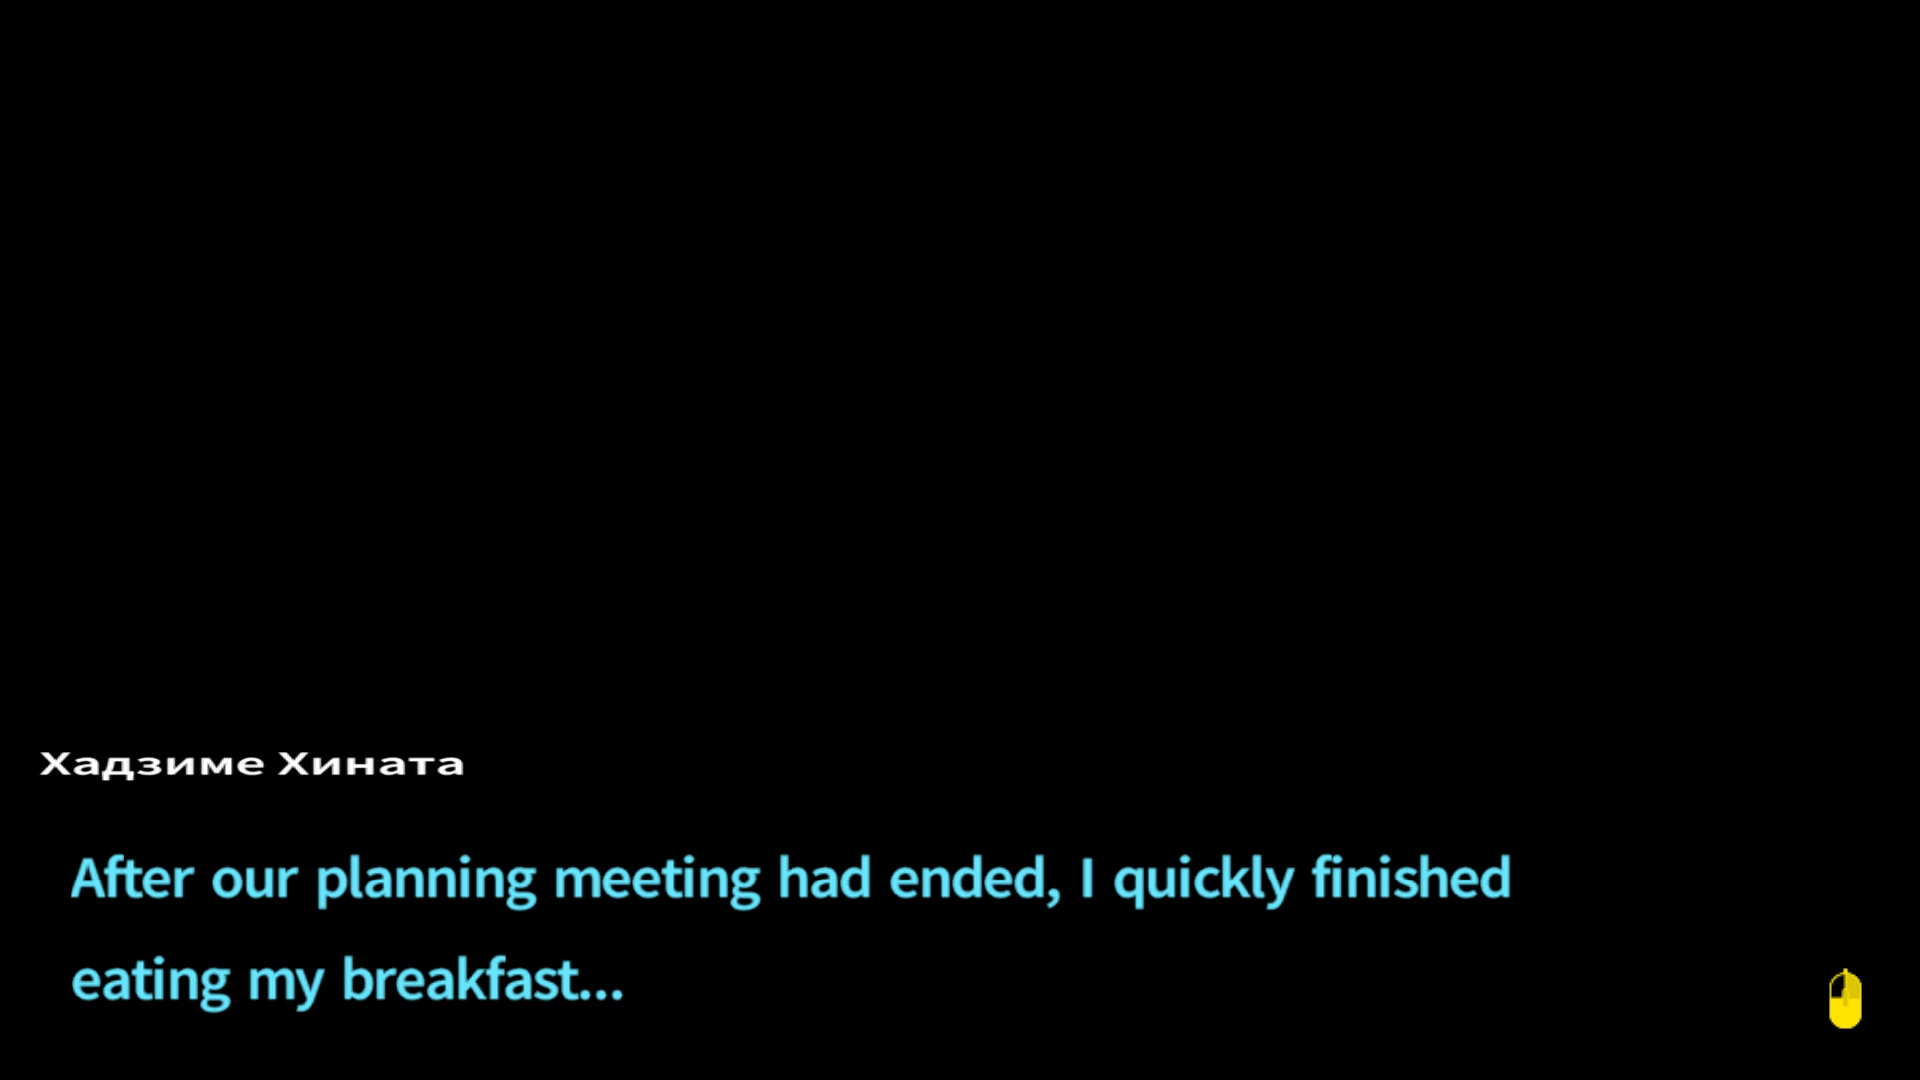 Хадзиме Хината
After our planning meeting had ended, I quickly finished
eating my breakfast...